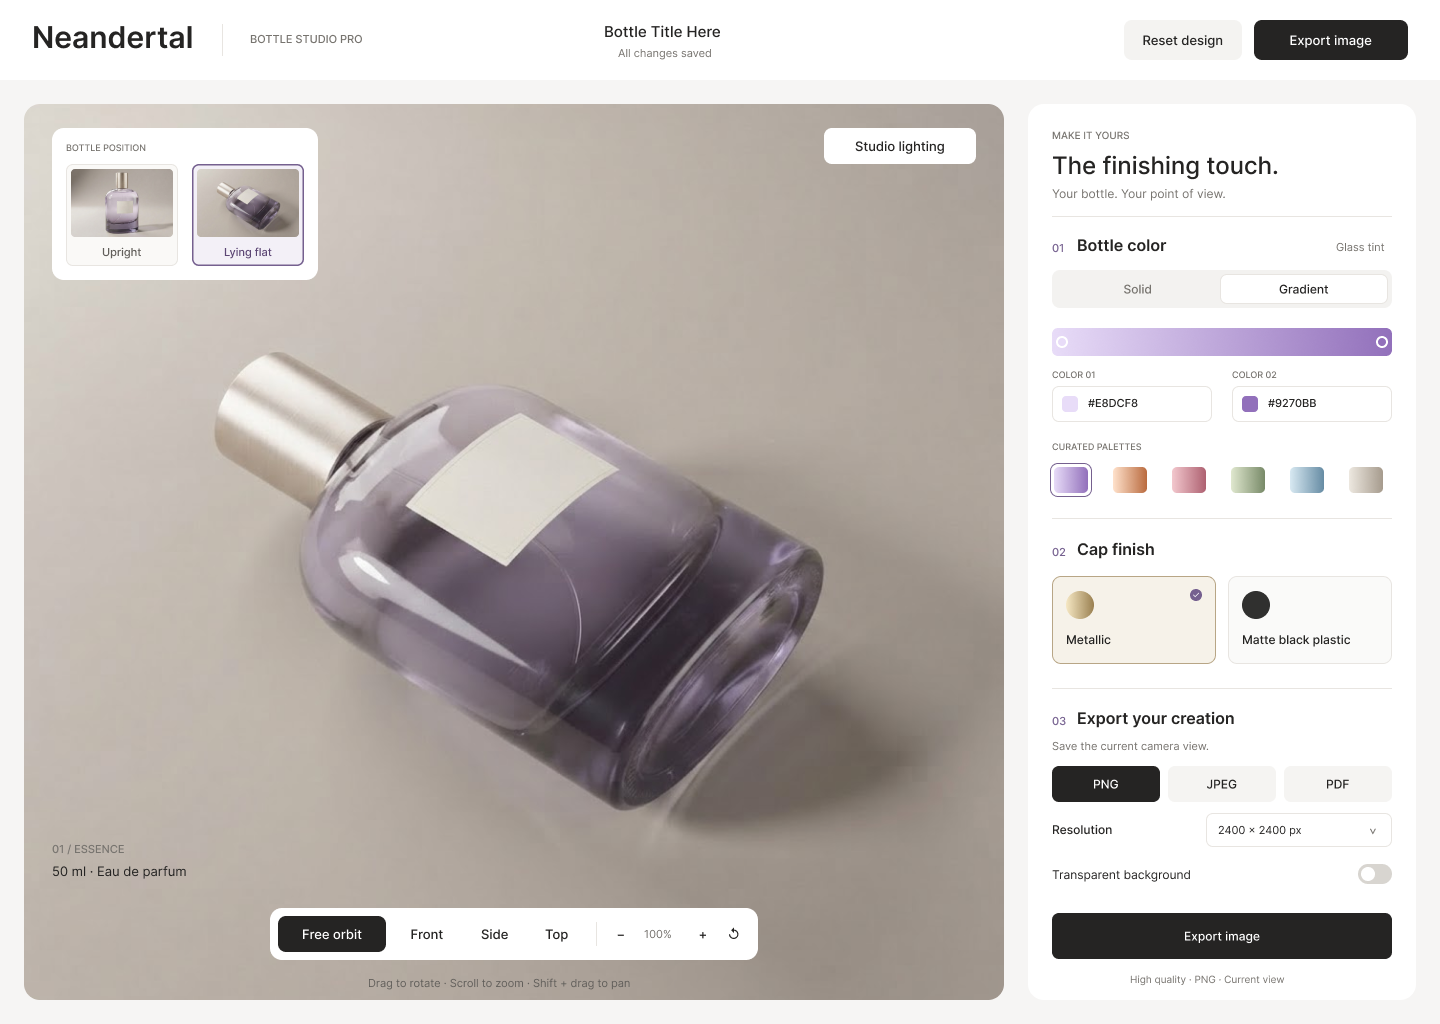 Neandertal
BOTTLE STUDIO PRO
Bottle Title Here
All changes saved
Reset design
Export image
BOTTLE POSITION
Upright
Lying flat
Studio lighting
01 / ESSENCE
50 ml · Eau de parfum
Free orbit
Front
Side
Top
− 100% +
Drag to rotate · Scroll to zoom · Shift + drag to pan
MAKE IT YOURS
The finishing touch.
Your bottle. Your point of view.
01 Bottle color
Glass tint
Solid
Gradient
COLOR 01
COLOR 02
#E8DCF8
#9270BB
CURATED PALETTES
02 Cap finish
Metallic
Matte black plastic
03 Export your creation
Save the current camera view.
PNG
JPEG
PDF
Resolution
2400 × 2400 px
Transparent background
Export image
High quality · PNG · Current view